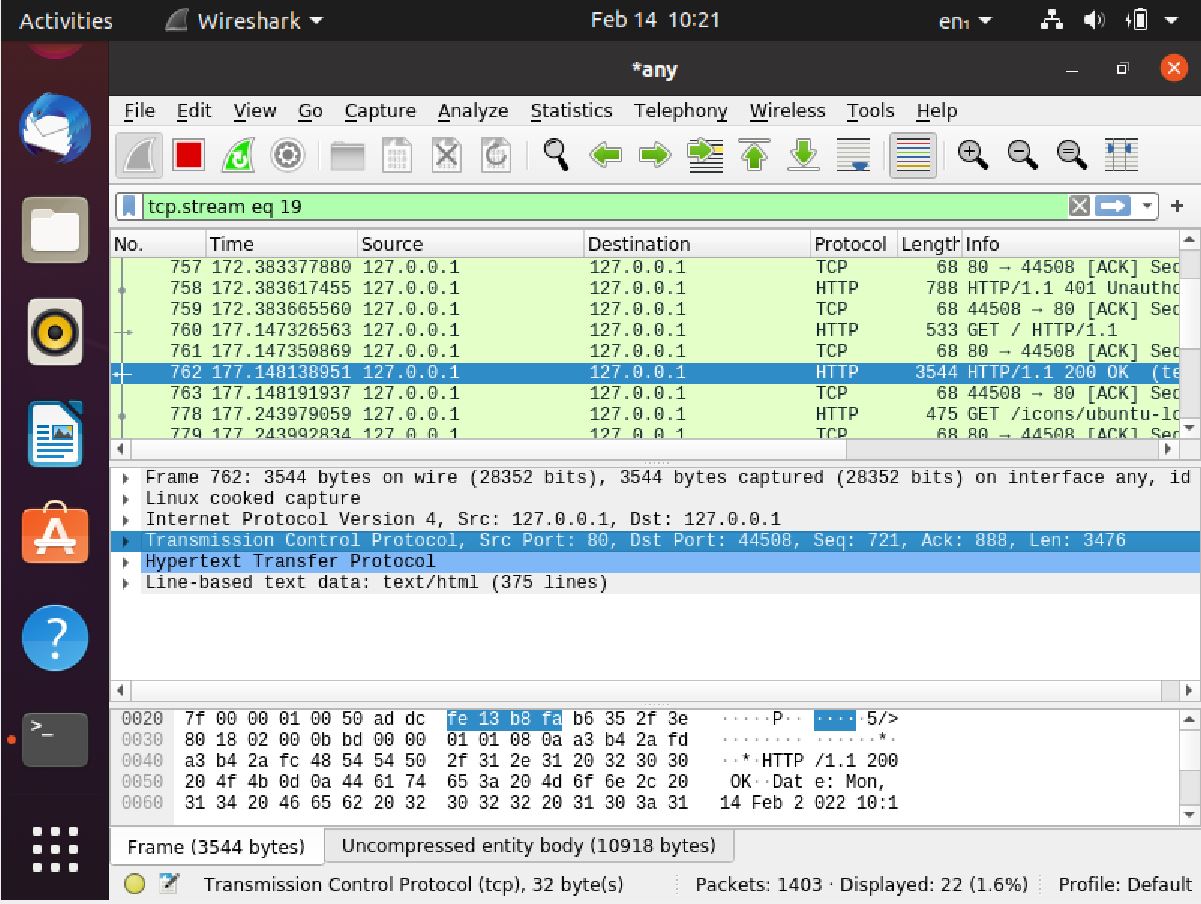 Activities Wireshark Feb 14 10:21 en₁
*any
File Edit View Go Capture Analyze Statistics Telephony Wireless Tools Help
tcp.stream eq 19
No. Time Source Destination Protocol Length Info
757 172.383377880 127.0.0.1 127.0.0.1 TCP 68 80 → 44508 [ACK] Sec
758 172.383617455 127.0.0.1 127.0.0.1 HTTP 788 HTTP/1.1 401 Unautho
759 172.383665560 127.0.0.1 127.0.0.1 TCP 68 44508 → 80 [ACK] Sec
760 177.147326563 127.0.0.1 127.0.0.1 HTTP 533 GET / HTTP/1.1
761 177.147350869 127.0.0.1 127.0.0.1 TCP 68 80 → 44508 [ACK] Sec
762 177.148138951 127.0.0.1 127.0.0.1 HTTP 3544 HTTP/1.1 200 OK (te
763 177.148191937 127.0.0.1 127.0.0.1 TCP 68 44508 → 80 [ACK] Sec
778 177.243979059 127.0.0.1 127.0.0.1 HTTP 475 GET /icons/ubuntu-lo
779 177.243992834 127.0.0.1 127.0.0.1 TCP 68 80 → 44508 [ACK] Sec
Frame 762: 3544 bytes on wire (28352 bits), 3544 bytes captured (28352 bits) on interface any, id
Linux cooked capture
Internet Protocol Version 4, Src: 127.0.0.1, Dst: 127.0.0.1
Transmission Control Protocol, Src Port: 80, Dst Port: 44508, Seq: 721, Ack: 888, Len: 3476
Hypertext Transfer Protocol
Line-based text data: text/html (375 lines)
0020 7f 00 00 01 00 50 ad dc fe 13 b8 fa b6 35 2f 3e ·····P·· ·····5/>
0030 80 18 02 00 0b bd 00 00 01 01 08 0a a3 b4 2a fd ········ ······*·
0040 a3 b4 2a fc 48 54 54 50 2f 31 2e 31 20 32 30 30 ··*·HTTP /1.1 200
0050 20 4f 4b 0d 0a 44 61 74 65 3a 20 4d 6f 6e 2c 20 OK··Dat e: Mon,
0060 31 34 20 46 65 62 20 32 30 32 32 20 31 30 3a 31 14 Feb 2 022 10:1
Frame (3544 bytes) Uncompressed entity body (10918 bytes)
Transmission Control Protocol (tcp), 32 byte(s) Packets: 1403 · Displayed: 22 (1.6%) Profile: Default